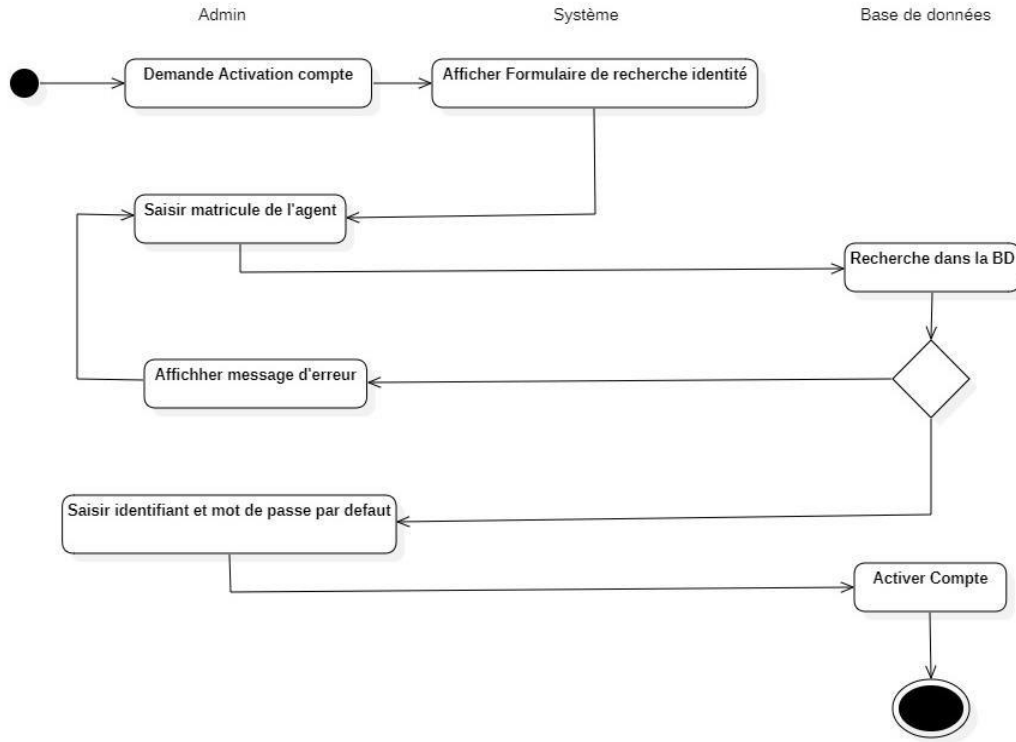 Admin
Système
Base de données
Demande Activation compte
Afficher Formulaire de recherche identité
Saisir matricule de l'agent
Recherche dans la BD
Affichher message d'erreur
Saisir identifiant et mot de passe par defaut
Activer Compte